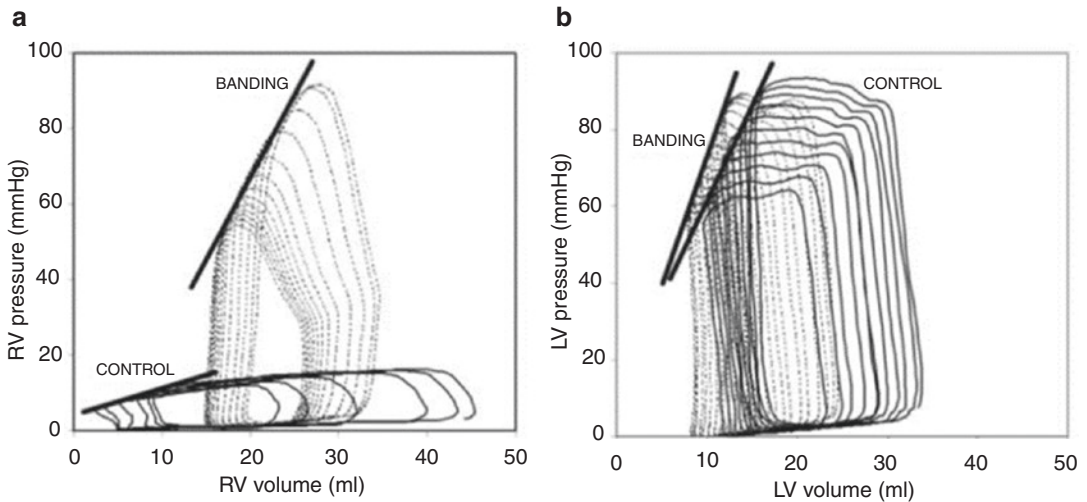 a
100
80
60
40
20
0
RV pressure (mmHg)
BANDING
CONTROL
0 10 20 30 40 50
RV volume (ml)
b
100
80
60
40
20
0
LV pressure (mmHg)
CONTROL
BANDING
0 10 20 30 40 50
LV volume (ml)